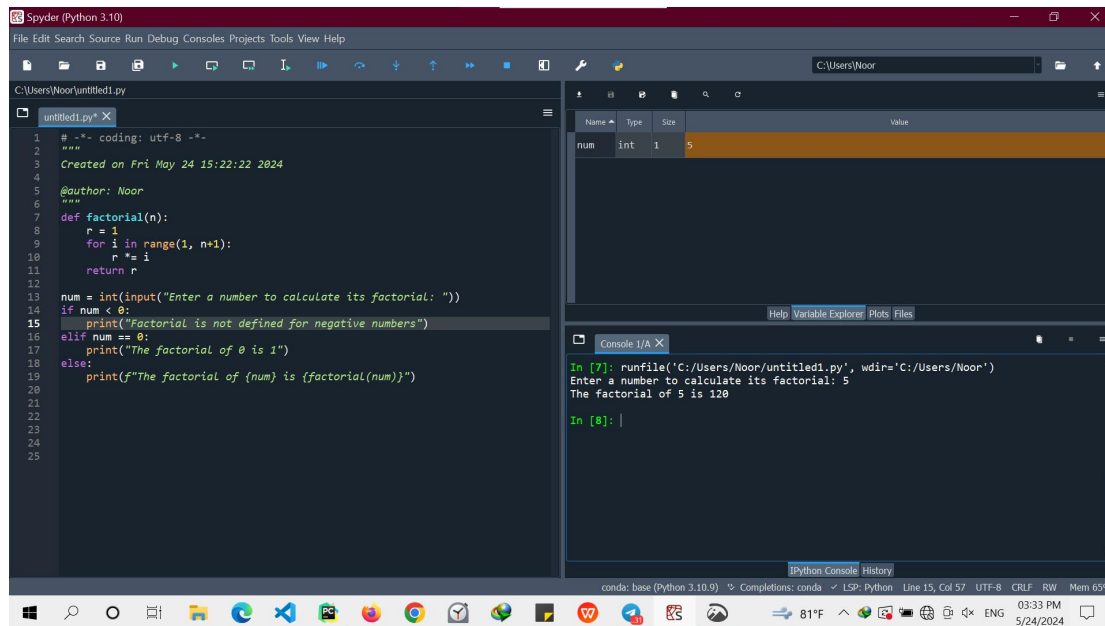 Spyder (Python 3.10)
File Edit Search Source Run Debug Consoles Projects Tools View Help
C:\Users\Noor
C:\Users\Noor\untitled1.py
untitled1.py*
1 # -*- coding: utf-8 -*-
2 """
3 Created on Fri May 24 15:22:22 2024
4
5 @author: Noor
6 """
7 def factorial(n):
8     r = 1
9     for i in range(1, n+1):
10         r *= i
11     return r
12
13 num = int(input("Enter a number to calculate its factorial: "))
14 if num < 0:
15     print("Factorial is not defined for negative numbers")
16 elif num == 0:
17     print("The factorial of 0 is 1")
18 else:
19     print(f"The factorial of {num} is {factorial(num)}")
20
21
22
23
24
25
Name Type Size Value
num int 1 5
Help Variable Explorer Plots Files
Console 1/A
In [7]: runfile('C:/Users/Noor/untitled1.py', wdir='C:/Users/Noor')
Enter a number to calculate its factorial: 5
The factorial of 5 is 120
In [8]:
IPython Console History
conda: base (Python 3.10.9) Completions: conda LSP: Python Line 15, Col 57 UTF-8 CRLF RW Mem 65%
81°F ENG 03:33 PM
5/24/2024